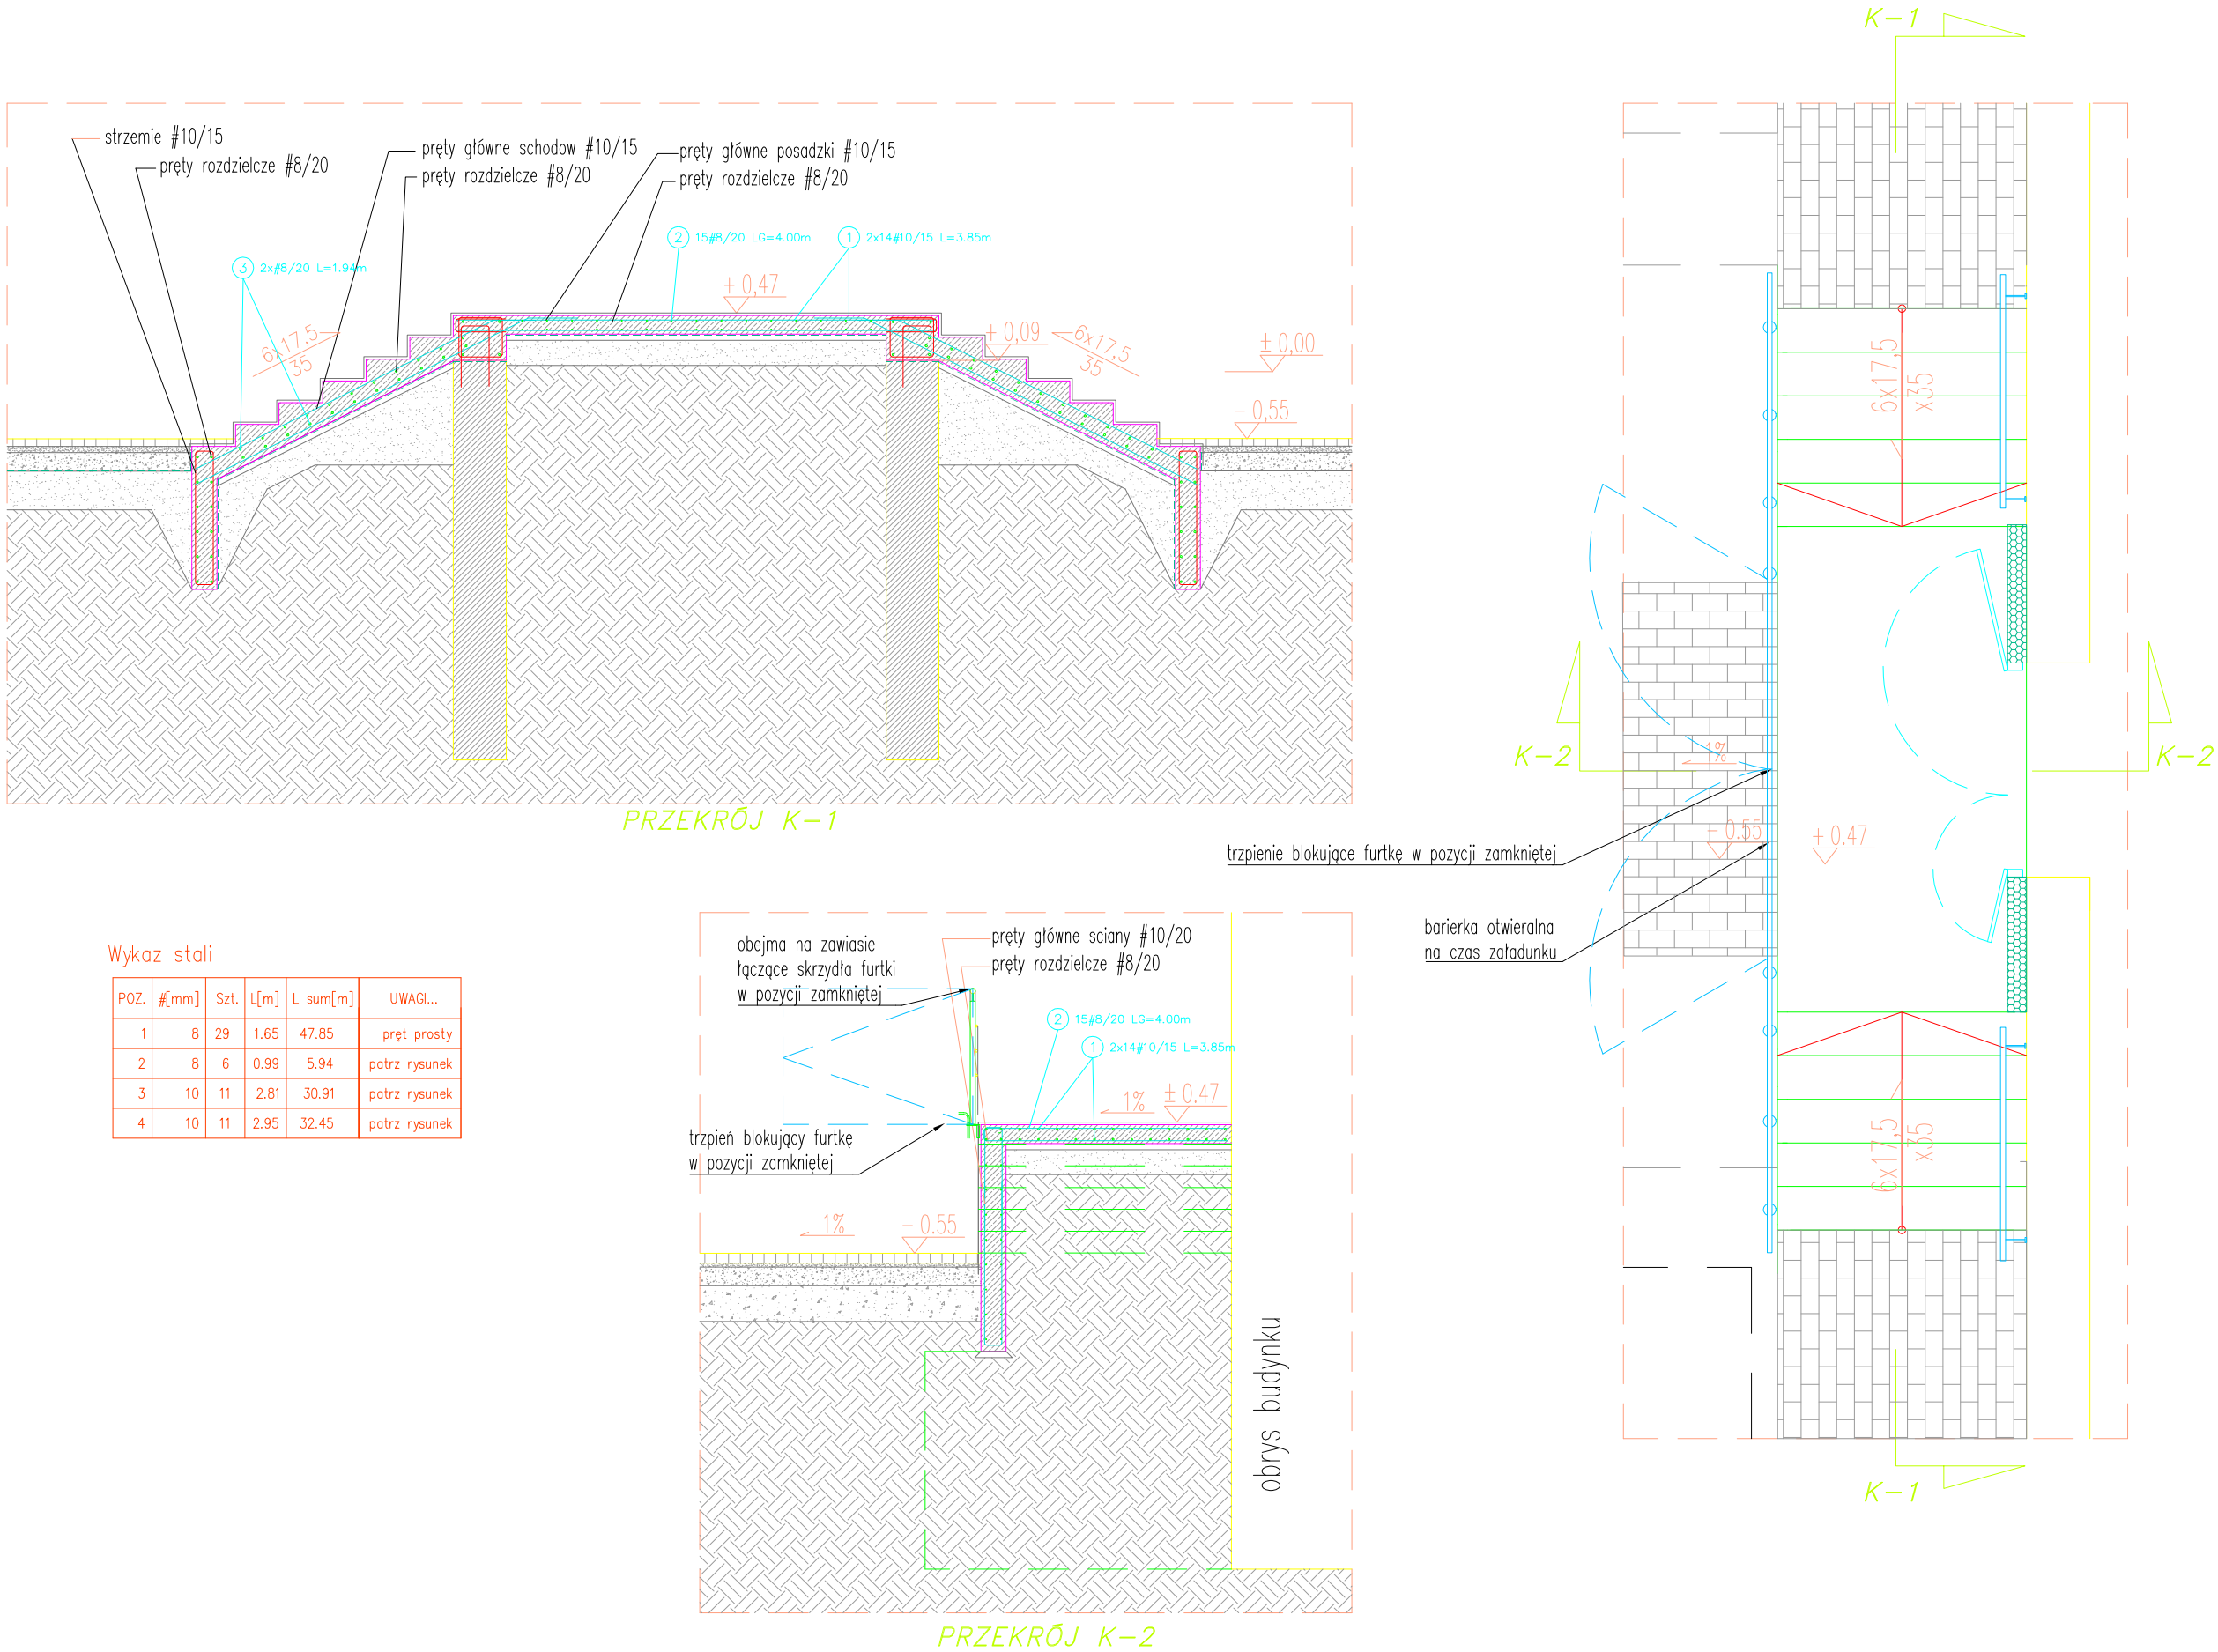 K-1
strzemie #10/15
pręty rozdzielcze #8/20
pręty główne schodow #10/15
pręty rozdzielcze #8/20
pręty główne posadzki #10/15
pręty rozdzielcze #8/20
2 15#8/20 LG=4.00m
1 2x14#10/15 L=3.85m
3 2x#8/20 L=1.94m
+ 0,47
6x17,5
35
+ 0,09
6x17,5
35
± 0,00
- 0,55
PRZEKRÓJ K-1
6x17,5
x35
K-2
K-2
1%
- 0.55
+ 0.47
trzpienie blokujące furtkę w pozycji zamkniętej
barierka otwieralna
na czas załadunku
6x17,5
x35
K-1
Wykaz stali
POZ. #[mm] Szt. L[m] L sum[m] UWAGI...
1 8 29 1.65 47.85 pręt prosty
2 8 6 0.99 5.94 patrz rysunek
3 10 11 2.81 30.91 patrz rysunek
4 10 11 2.95 32.45 patrz rysunek
obejma na zawiasie
łączące skrzydła furtki
w pozycji zamkniętej
pręty główne sciany #10/20
pręty rozdzielcze #8/20
2 15#8/20 LG=4.00m
1 2x14#10/15 L=3.85m
1%
± 0.47
trzpień blokujący furtkę
w pozycji zamkniętej
1%
- 0.55
obrys budynku
PRZEKRÓJ K-2